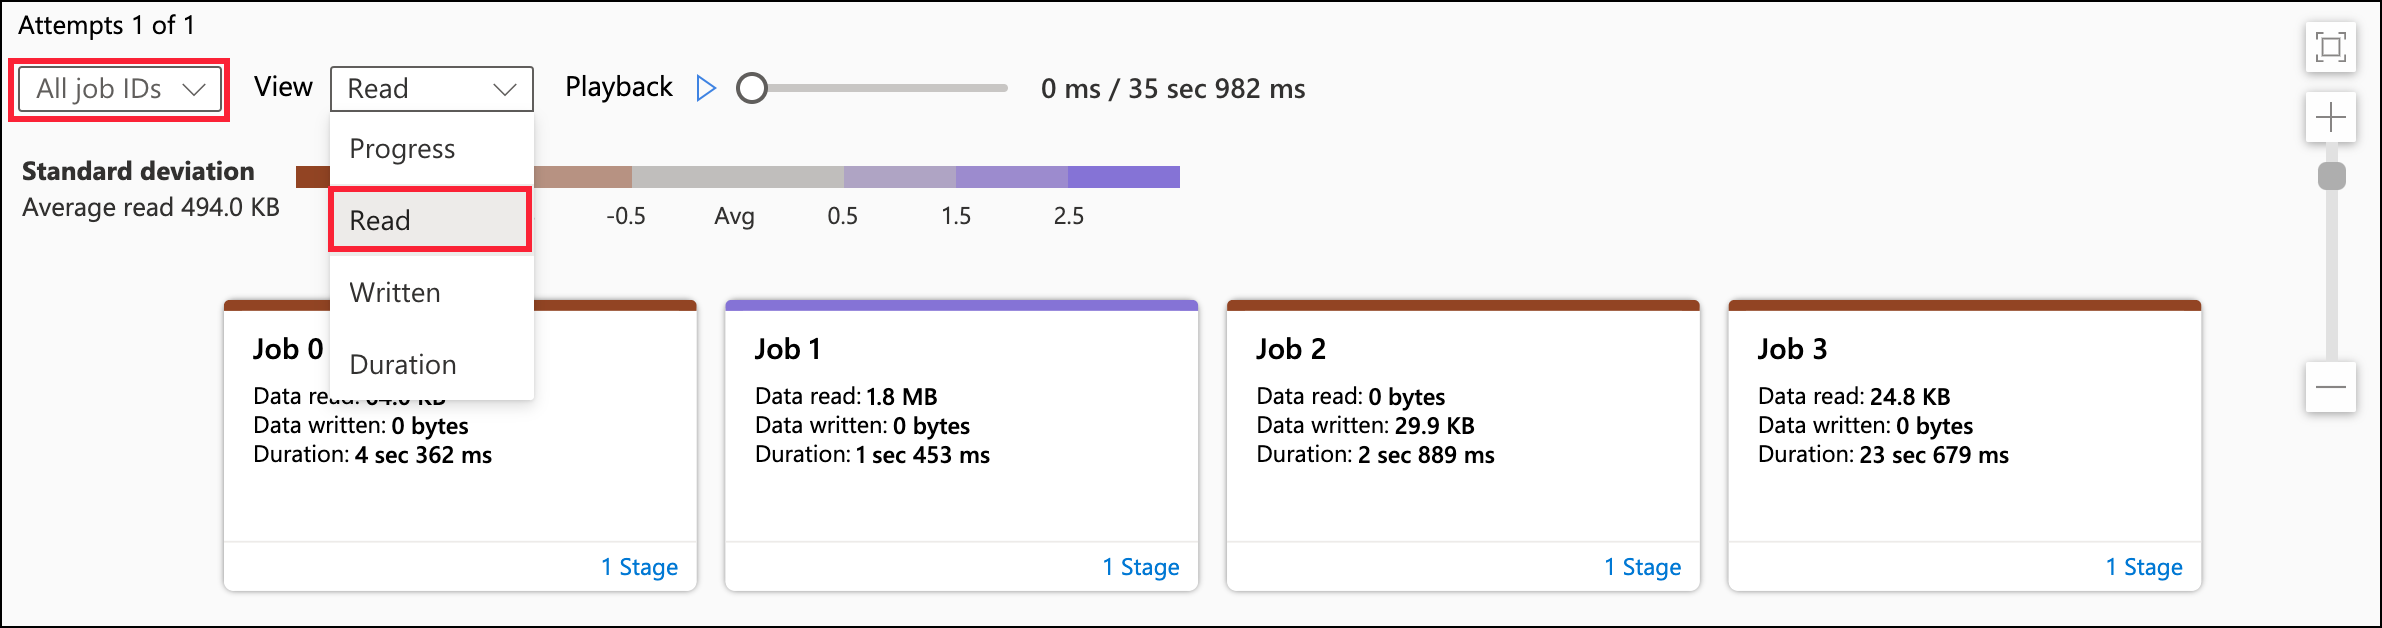 Attempts 1 of 1
All job IDs View Read Playback 0 ms / 35 sec 982 ms
Progress
Read
Written
Duration
Standard deviation
Average read 494.0 KB
-0.5 Avg 0.5 1.5 2.5
Job 0
Data read:
Data written: 0 bytes
Duration: 4 sec 362 ms
1 Stage
Job 1
Data read: 1.8 MB
Data written: 0 bytes
Duration: 1 sec 453 ms
1 Stage
Job 2
Data read: 0 bytes
Data written: 29.9 KB
Duration: 2 sec 889 ms
1 Stage
Job 3
Data read: 24.8 KB
Data written: 0 bytes
Duration: 23 sec 679 ms
1 Stage